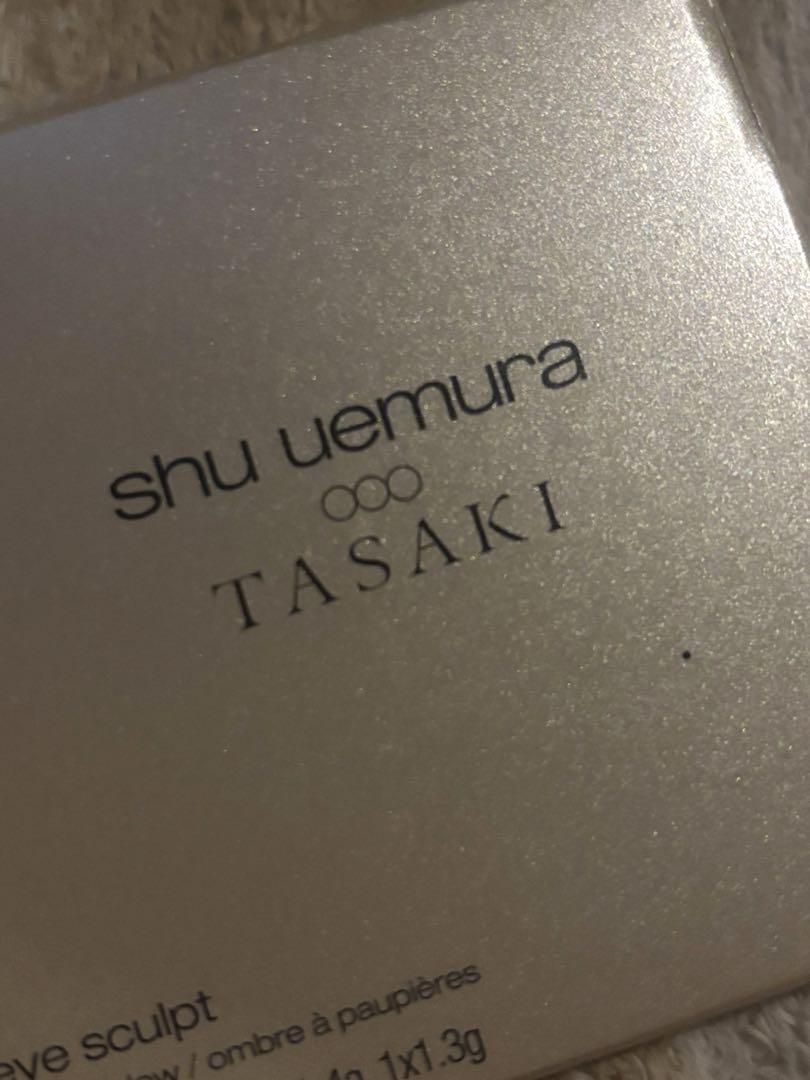 shu uemura
TASAKI
eye sculpt
/ ombre à paupières
1x1.3g